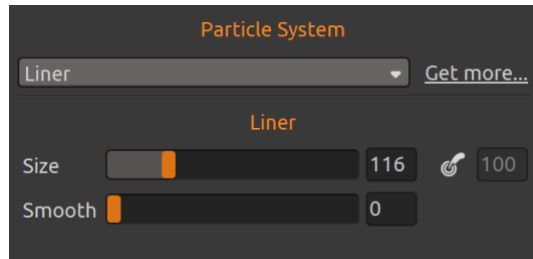 Particle System
Liner Get more...
Liner
Size 116 100
Smooth 0